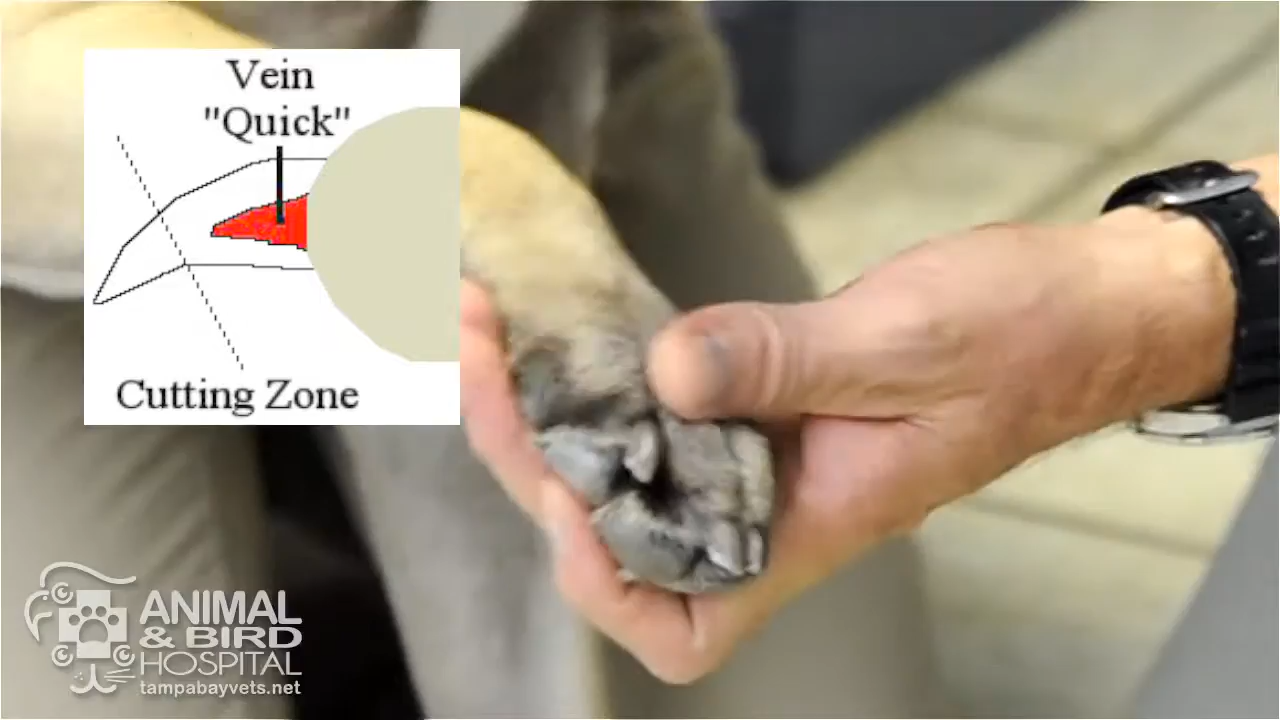 Vein
"Quick"
Cutting Zone
ANIMAL
& BIRD
HOSPITAL
tampabayvets.net